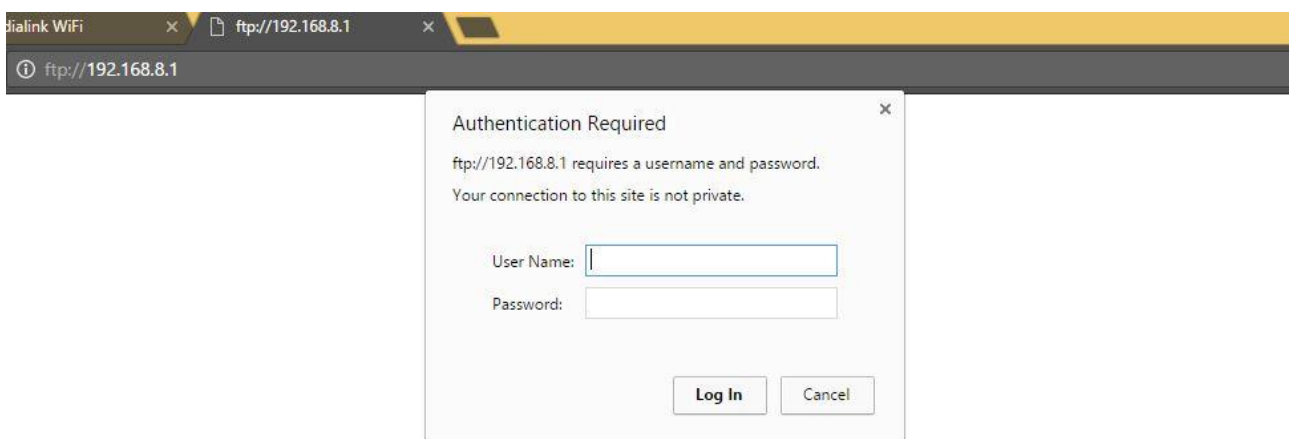 dialink WiFi ftp://192.168.8.1
ftp://192.168.8.1
Authentication Required
ftp://192.168.8.1 requires a username and password.
Your connection to this site is not private.
User Name:
Password:
Log In Cancel